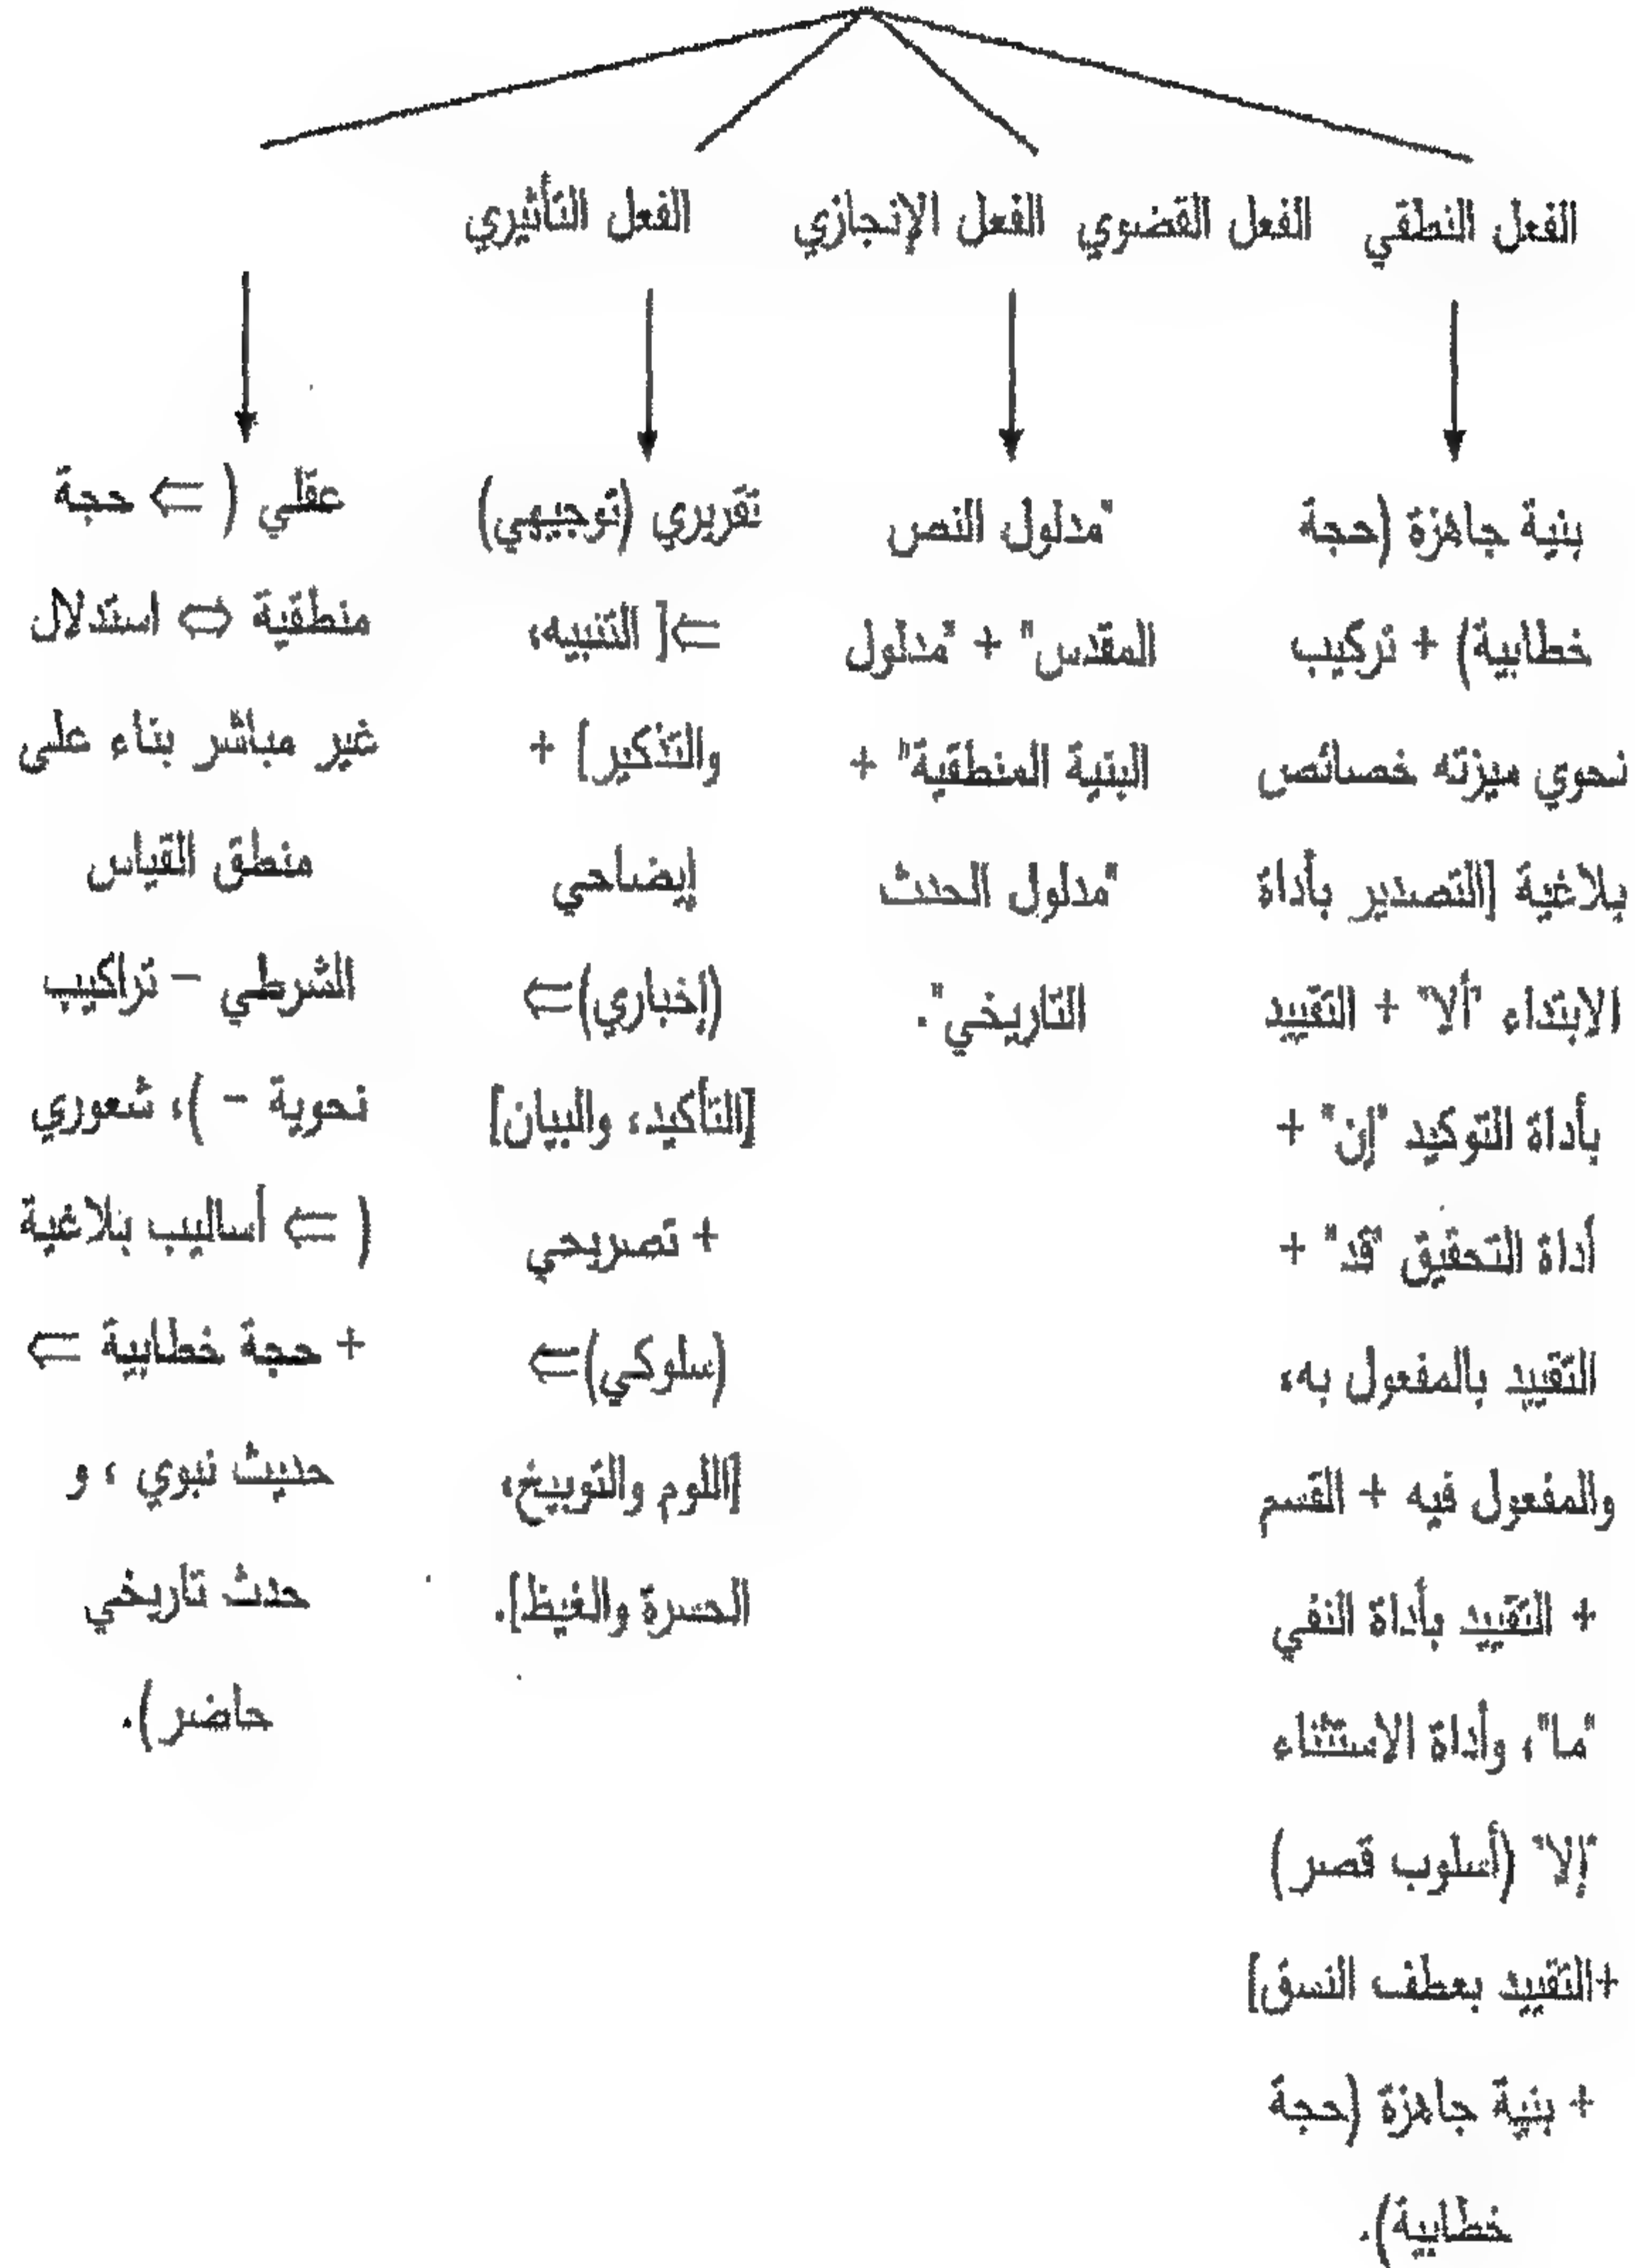 الفعل النطقي الفعل القضوي الفعل الإنجازي الفعل التأثيري
بنية جاهزة (حجة
خطابية) + تركيب
نحوي ميزته خصائص
بلاغية [التصدير بأداة
الابتداء "ألا" + التقييد
بأداة التوكيد "إن" +
أداة التحقيق "قد" +
التقييد بالمفعول به،
والمفعول فيه + القسم
+ التقييد بأداة النفي
"ما"، وأداة الاستثناء
"إلا" (أسلوب قصر)
+التقييد بعطف النسق]
+ بنية جاهزة (حجة
خطابية).
"مدلول النص
المقدس" + "مدلول
البنية المنطقية" +
"مدلول الحدث
التاريخي".
تقريري (توجيهي)
⇐[ التنبيه،
والتذكير] +
إيضاحي
(إخباري)⇐
[التأكيد، والبيان]
+ تصريحي
(سلوكي)⇐
[اللوم والتوبيخ،
الحسرة والغيظ].
عقلي ( ⇐ حجة
منطقية ⇔ استدلال
غير مباشر بناء على
منطق القياس
الشرطي – تراكيب
نحوية – )، شعوري
( ⇐ أساليب بلاغية
+ حجة خطابية ⇐
حديث نبوي ، و
حدث تاريخي
حاضر).